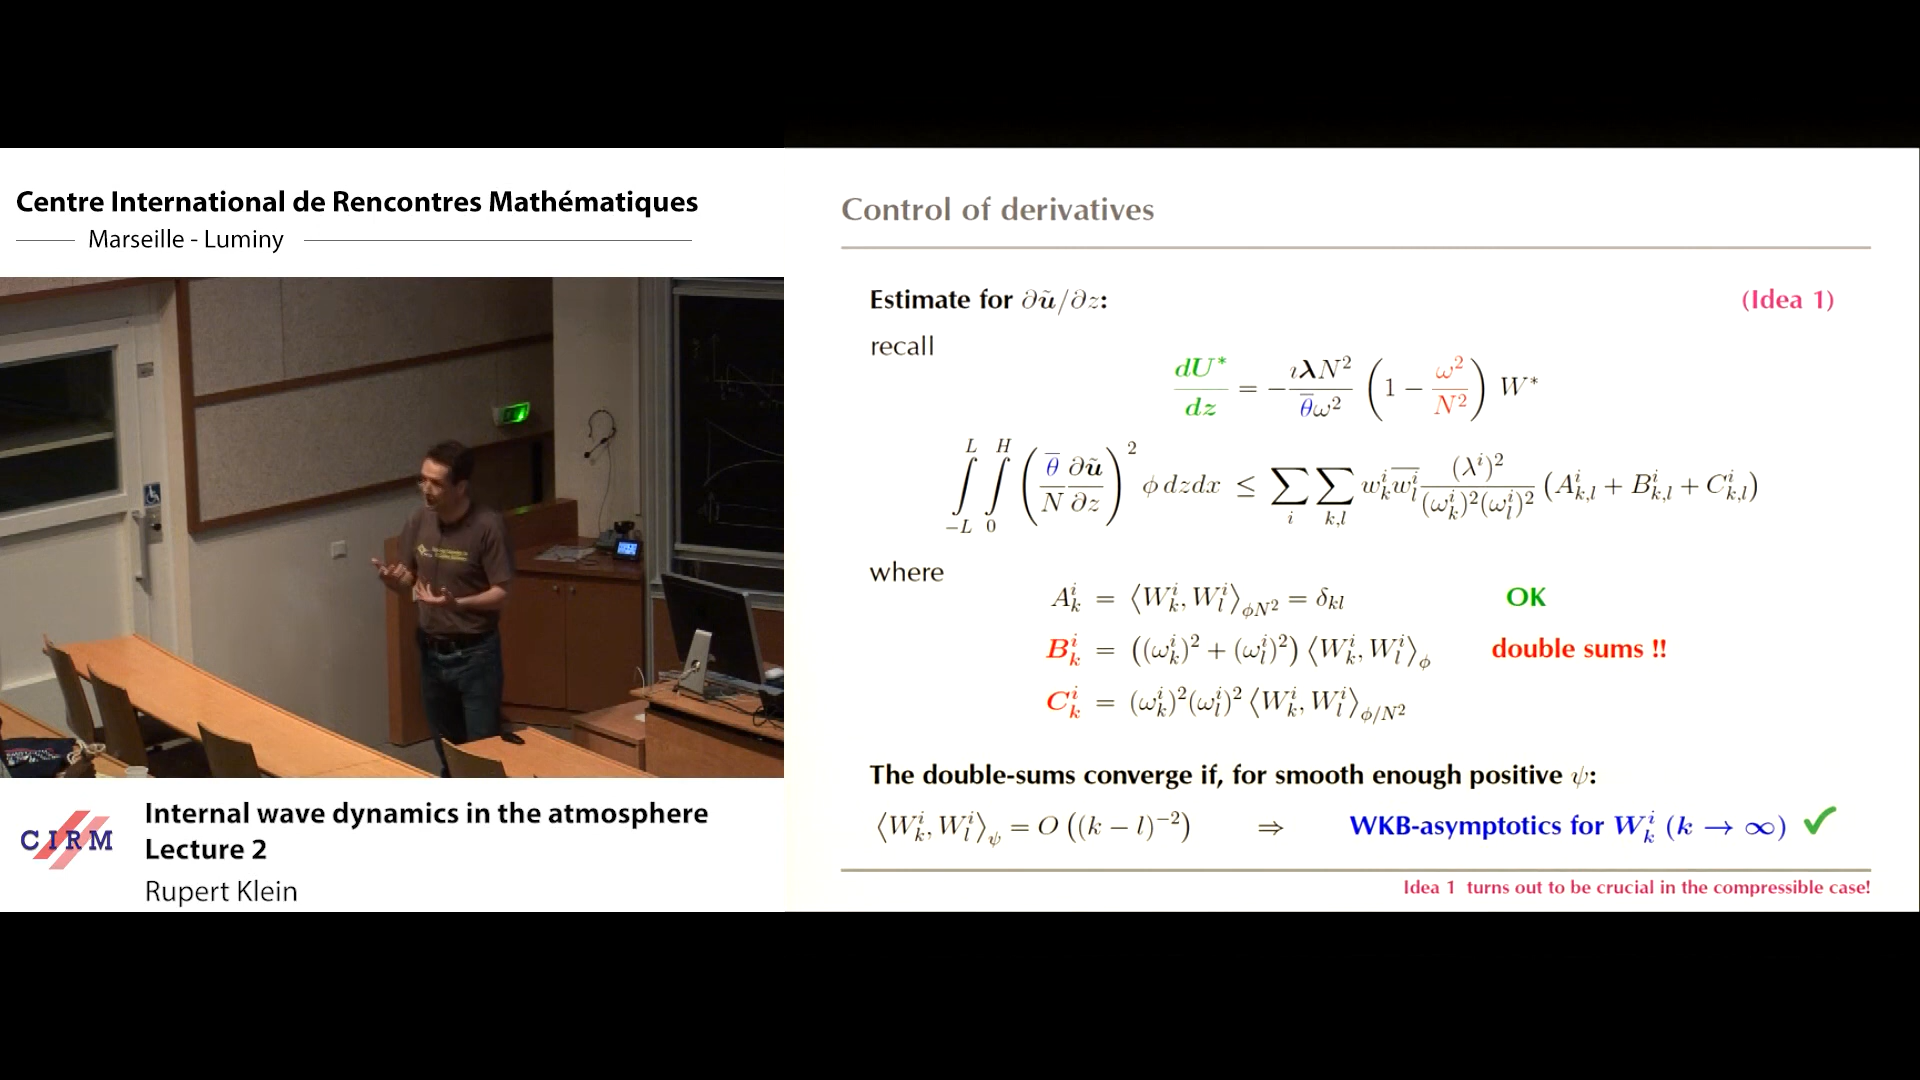 Centre International de Rencontres Mathématiques
Marseille - Luminy
CIRM
Internal wave dynamics in the atmosphere
Lecture 2
Rupert Klein
Control of derivatives
Estimate for ∂ũ/∂z: (Idea 1)
recall
dU*/dz = −(ıλN²/θ̅ω²) (1 − ω²/N²) W*
∫_{−L}^{L} ∫_{0}^{H} (θ̅/N ∂ũ/∂z)² φ dzdx ≤ ∑_i ∑_{k,l} w_k^i w̅_l^i (λ^i)²/((ω_k^i)²(ω_l^i)²) (A_{k,l}^i + B_{k,l}^i + C_{k,l}^i)
where
A_k^i = ⟨W_k^i, W_l^i⟩_{φN²} = δ_{kl} OK
B_k^i = ((ω_k^i)² + (ω_l^i)²) ⟨W_k^i, W_l^i⟩_φ double sums !!
C_k^i = (ω_k^i)²(ω_l^i)² ⟨W_k^i, W_l^i⟩_{φ/N²}
The double-sums converge if, for smooth enough positive ψ:
⟨W_k^i, W_l^i⟩_ψ = O((k − l)^{−2}) ⇒ WKB-asymptotics for W_k^i (k → ∞) ✓
Idea 1 turns out to be crucial in the compressible case!